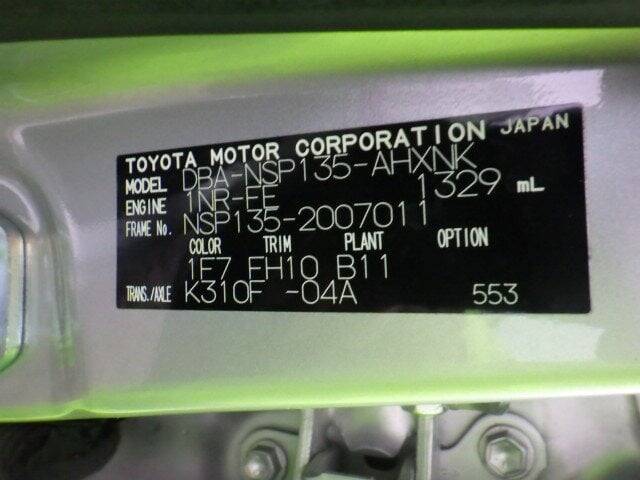 TOYOTA MOTOR CORPORATION JAPAN
MODEL DBA-NSP135-AHXNK
ENGINE 1NR-FE 1329 mL
FRAME No. NSP135-2007011
COLOR TRIM PLANT OPTION
1F7 FH10 B11
TRANS./AXLE K310F -04A 553